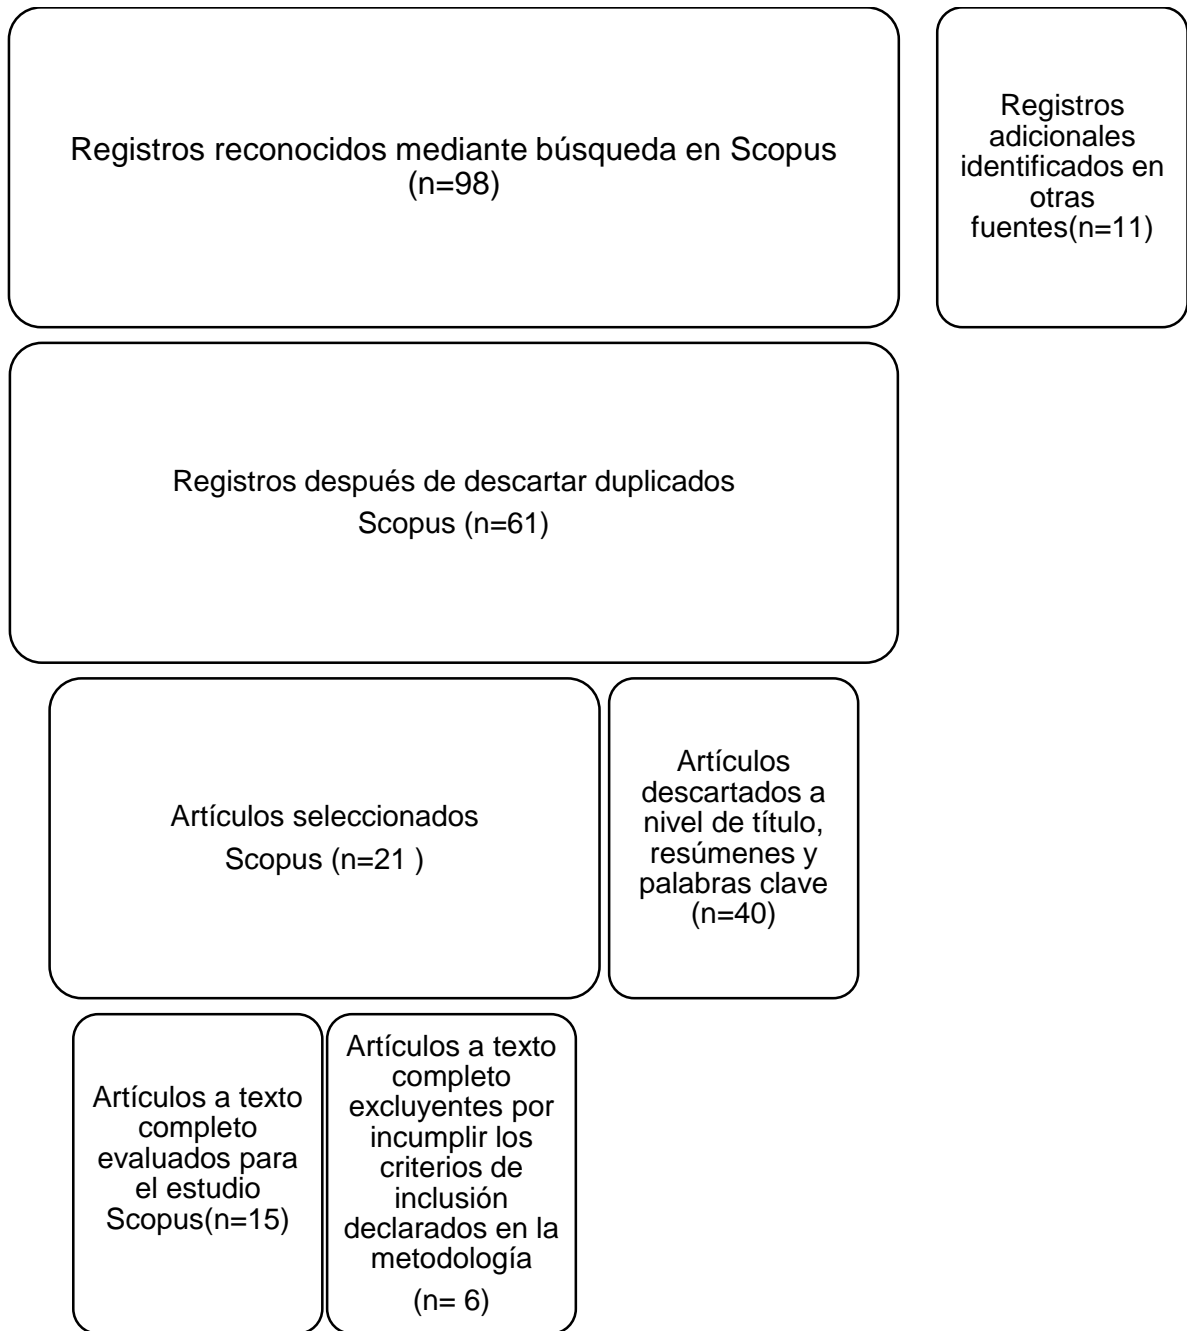 Registros reconocidos mediante búsqueda en Scopus
(n=98)
Registros
adicionales
identificados en
otras
fuentes(n=11)
Registros después de descartar duplicados
Scopus (n=61)
Artículos seleccionados
Scopus (n=21 )
Artículos
descartados a
nivel de título,
resúmenes y
palabras clave
(n=40)
Artículos a texto
completo
evaluados para
el estudio
Scopus(n=15)
Artículos a texto
completo
excluyentes por
incumplir los
criterios de
inclusión
declarados en la
metodología
(n= 6)